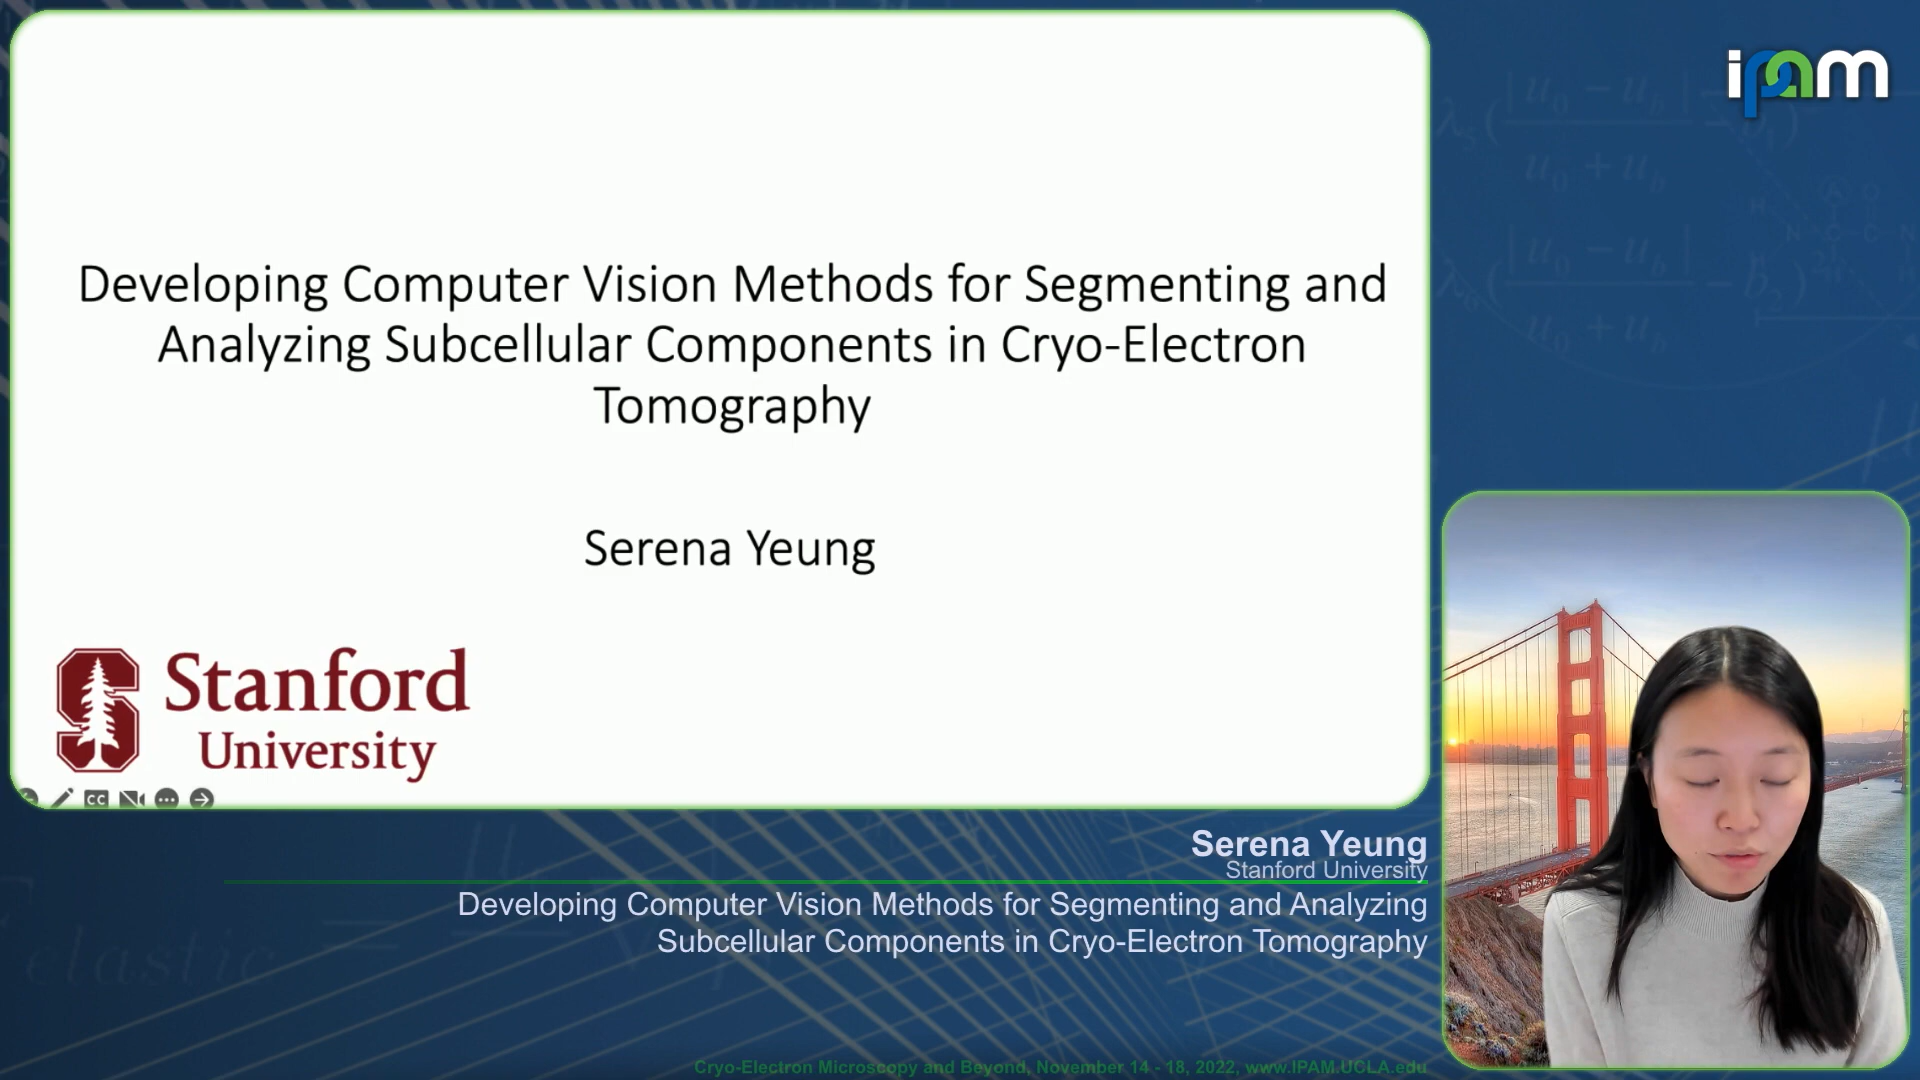 Developing Computer Vision Methods for Segmenting and
Analyzing Subcellular Components in Cryo-Electron
Tomography
Serena Yeung
Stanford
University
CC
ipam
Serena Yeung
Stanford University
Developing Computer Vision Methods for Segmenting and Analyzing
Subcellular Components in Cryo-Electron Tomography
Cryo-Electron Microscopy and Beyond, November 14 - 18, 2022, www.IPAM.UCLA.edu
elastic